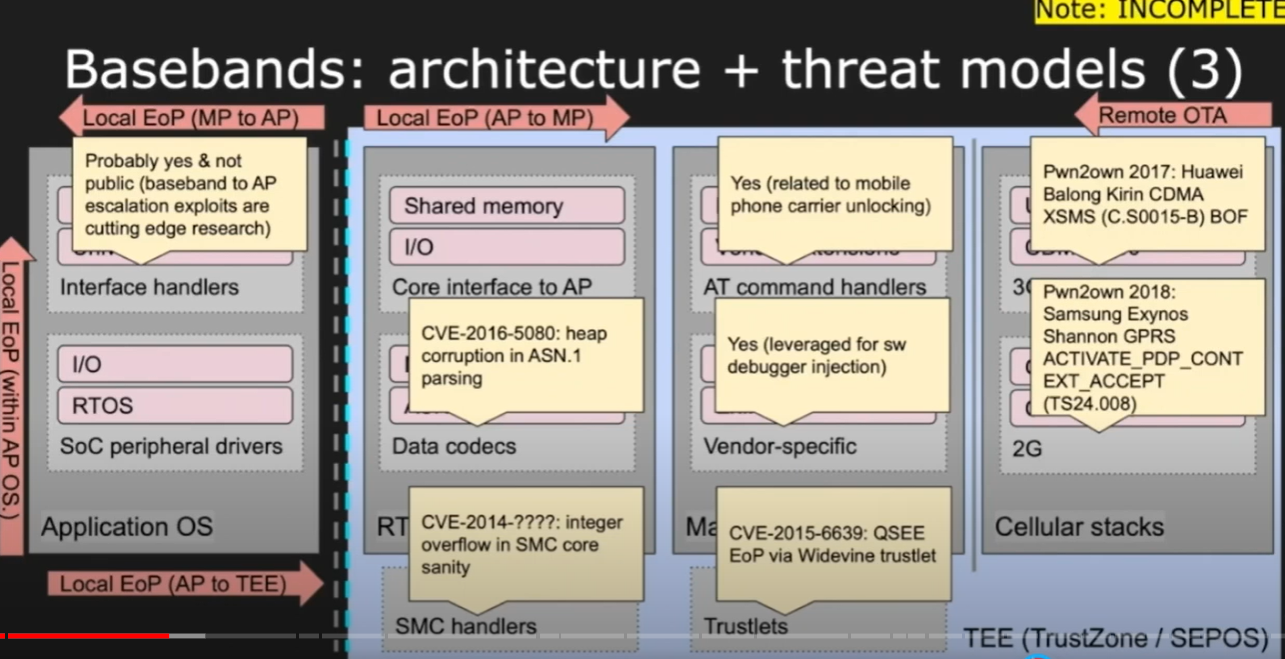 Note: INCOMPLETE
Basebands: architecture + threat models (3)
Local EoP (MP to AP)
Local EoP (AP to MP)
Remote OTA
Probably yes & not
public (baseband to AP
escalation exploits are
cutting edge research)
Interface handlers
I/O
RTOS
SoC peripheral drivers
Application OS
Local EoP (within AP OS.)
Local EoP (AP to TEE)
Shared memory
I/O
Core interface to AP
CVE-2016-5080: heap
corruption in ASN.1
parsing
Data codecs
RT
CVE-2014-????: integer
overflow in SMC core
sanity
SMC handlers
Yes (related to mobile
phone carrier unlocking)
AT command handlers
Yes (leveraged for sw
debugger injection)
Vendor-specific
Ma
CVE-2015-6639: QSEE
EoP via Widevine trustlet
Trustlets
Pwn2own 2017: Huawei
Balong Kirin CDMA
XSMS (C.S0015-B) BOF
3
Pwn2own 2018:
Samsung Exynos
Shannon GPRS
ACTIVATE_PDP_CONT
EXT_ACCEPT
(TS24.008)
2G
Cellular stacks
TEE (TrustZone / SEPOS)